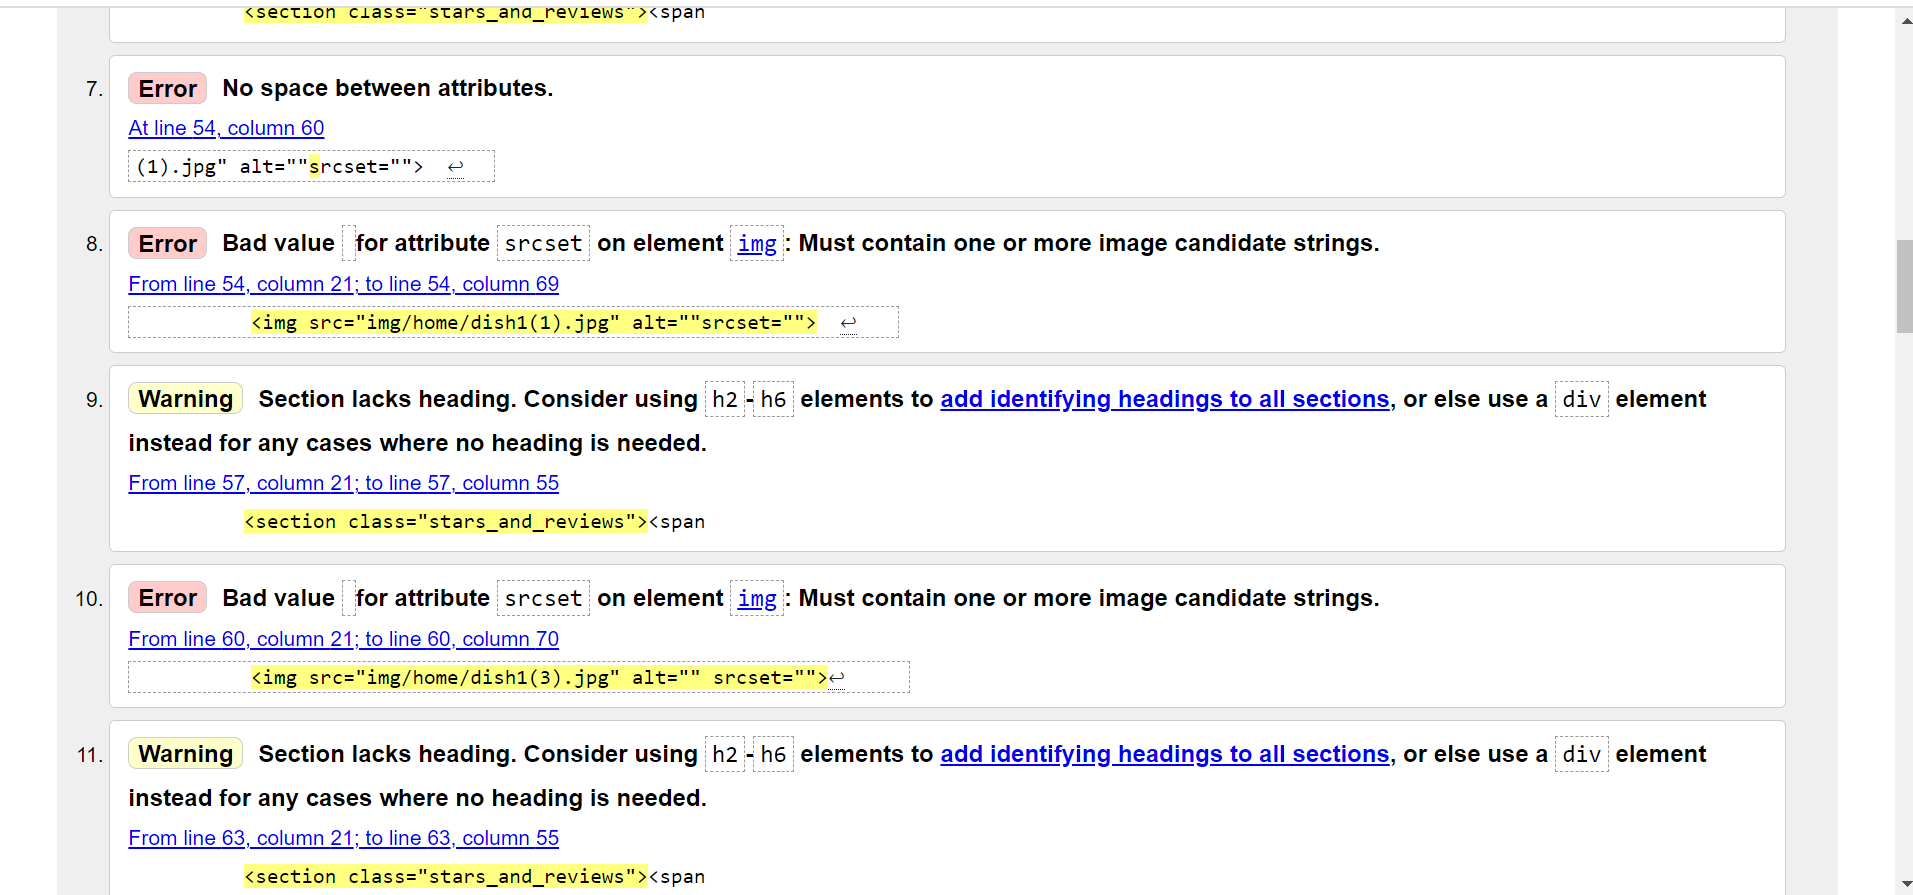 <section class="stars_and_reviews"><span
7. Error No space between attributes.
At line 54, column 60
(1).jpg" alt=""srcset=""> ↩
8. Error Bad value for attribute srcset on element img: Must contain one or more image candidate strings.
From line 54, column 21; to line 54, column 69
<img src="img/home/dish1(1).jpg" alt=""srcset=""> ↩
9. Warning Section lacks heading. Consider using h2-h6 elements to add identifying headings to all sections, or else use a div element
instead for any cases where no heading is needed.
From line 57, column 21; to line 57, column 55
<section class="stars_and_reviews"><span
10. Error Bad value for attribute srcset on element img: Must contain one or more image candidate strings.
From line 60, column 21; to line 60, column 70
<img src="img/home/dish1(3).jpg" alt="" srcset="">↩
11. Warning Section lacks heading. Consider using h2-h6 elements to add identifying headings to all sections, or else use a div element
instead for any cases where no heading is needed.
From line 63, column 21; to line 63, column 55
<section class="stars_and_reviews"><span